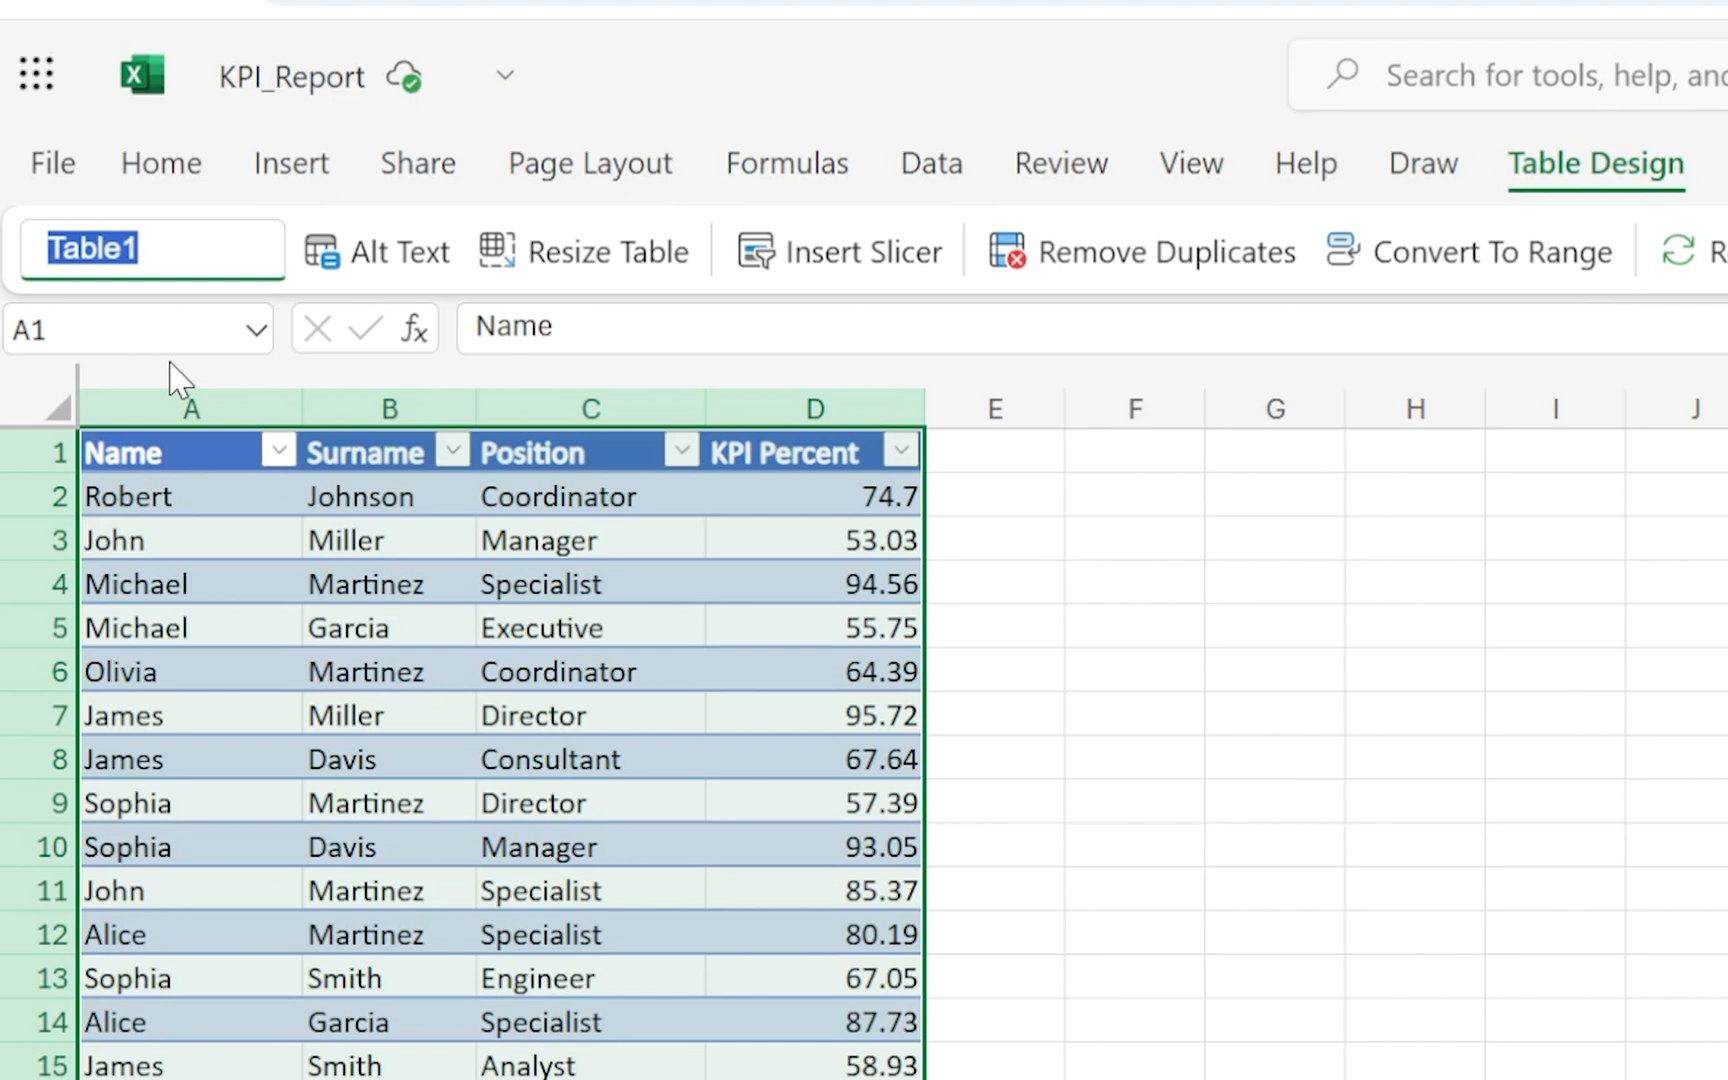 X KPI_Report Search for tools, help, and
File Home Insert Share Page Layout Formulas Data Review View Help Draw Table Design
Table1 Alt Text Resize Table Insert Slicer Remove Duplicates Convert To Range R
A1 fx Name
A B C D E F G H I J
1 Name Surname Position KPI Percent
2 Robert Johnson Coordinator 74.7
3 John Miller Manager 53.03
4 Michael Martinez Specialist 94.56
5 Michael Garcia Executive 55.75
6 Olivia Martinez Coordinator 64.39
7 James Miller Director 95.72
8 James Davis Consultant 67.64
9 Sophia Martinez Director 57.39
10 Sophia Davis Manager 93.05
11 John Martinez Specialist 85.37
12 Alice Martinez Specialist 80.19
13 Sophia Smith Engineer 67.05
14 Alice Garcia Specialist 87.73
15 James Smith Analyst 58.93